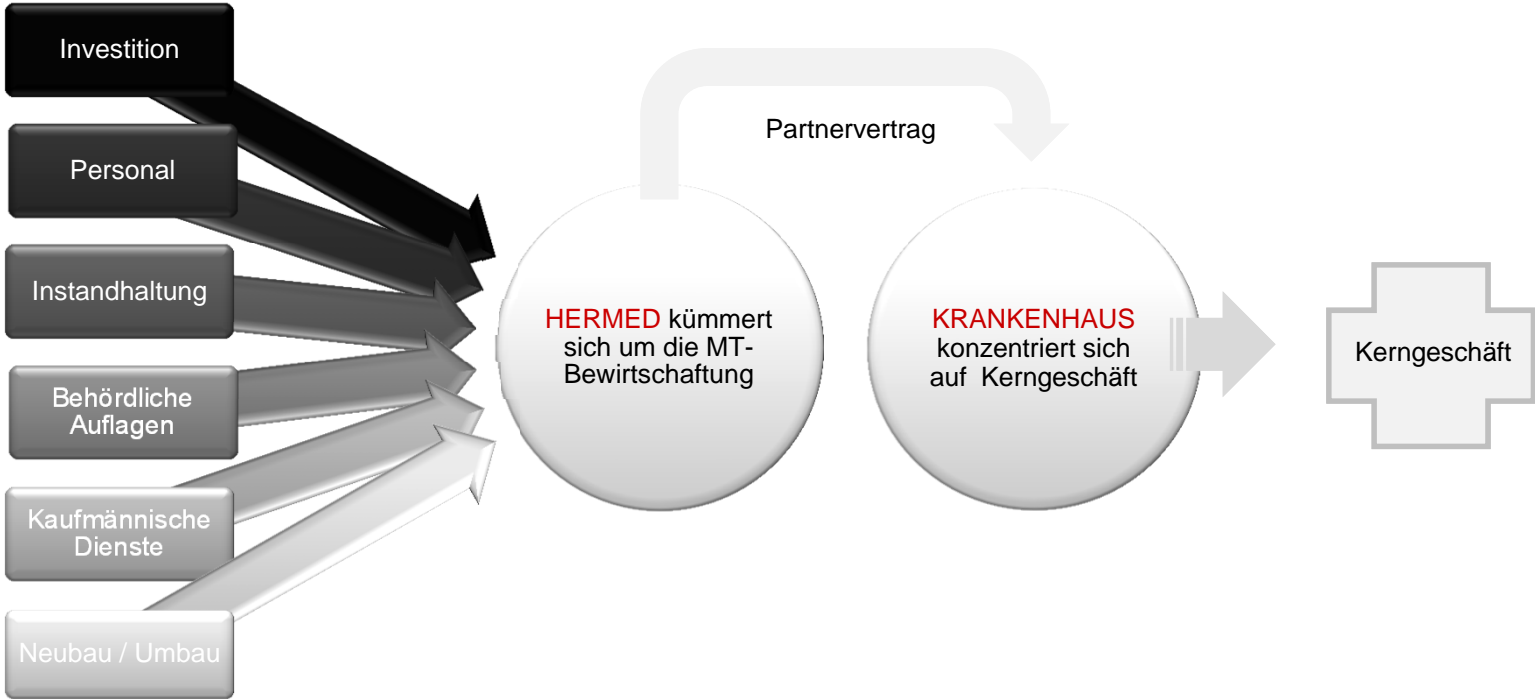 Investition
Personal
Instandhaltung
Behördliche
Auflagen
Kaufmännische
Dienste
Neubau / Umbau
Partnervertrag
HERMED kümmert
sich um die MT-
Bewirtschaftung
KRANKENHAUS
konzentriert sich
auf Kerngeschäft
Kerngeschäft